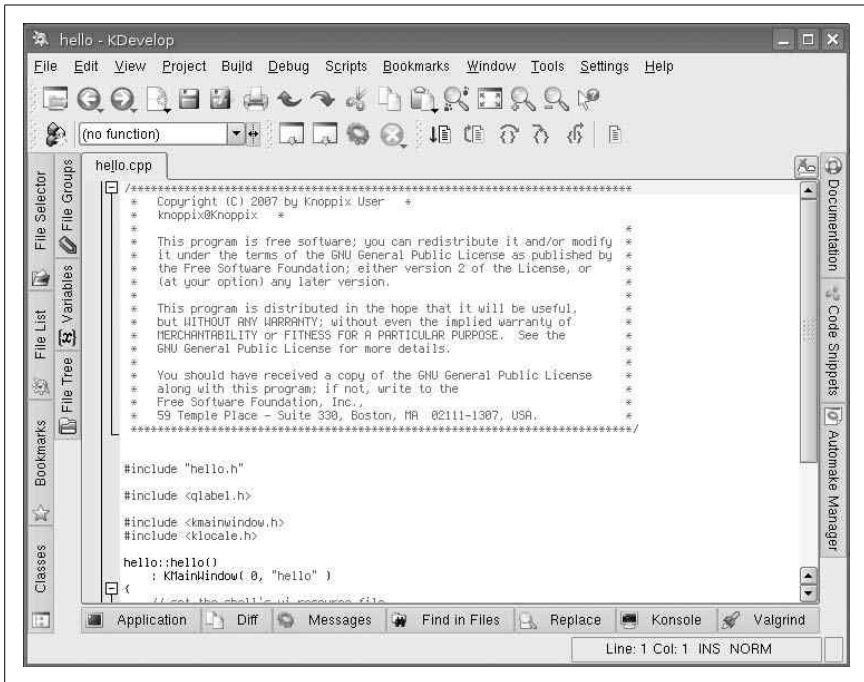 hello - KDevelop
File Edit View Project Build Debug Scripts Bookmarks Window Tools Settings Help
(no function)
hello.cpp
File Selector
File List
Bookmarks
Classes
File Groups
Variables
File Tree
/***************************************************************************
* Copyright (C) 2007 by Knoppix User *
* knoppix@Knoppix *
* *
* This program is free software; you can redistribute it and/or modify *
* it under the terms of the GNU General Public License as published by *
* the Free Software Foundation; either version 2 of the License, or *
* (at your option) any later version. *
* *
* This program is distributed in the hope that it will be useful, *
* but WITHOUT ANY WARRANTY; without even the implied warranty of *
* MERCHANTABILITY or FITNESS FOR A PARTICULAR PURPOSE. See the *
* GNU General Public License for more details. *
* *
* You should have received a copy of the GNU General Public License *
* along with this program; if not, write to the *
* Free Software Foundation, Inc., *
* 59 Temple Place - Suite 330, Boston, MA 02111-1307, USA. *
***************************************************************************/
#include "hello.h"
#include <qlabel.h>
#include <kmainwindow.h>
#include <klocale.h>
hello::hello()
: KMainWindow( 0, "hello" )
{
// set the shell's ui resource file
Documentation
Code Snippets
Automake Manager
Application Diff Messages Find in Files Replace Konsole Valgrind
Line: 1 Col: 1 INS NORM